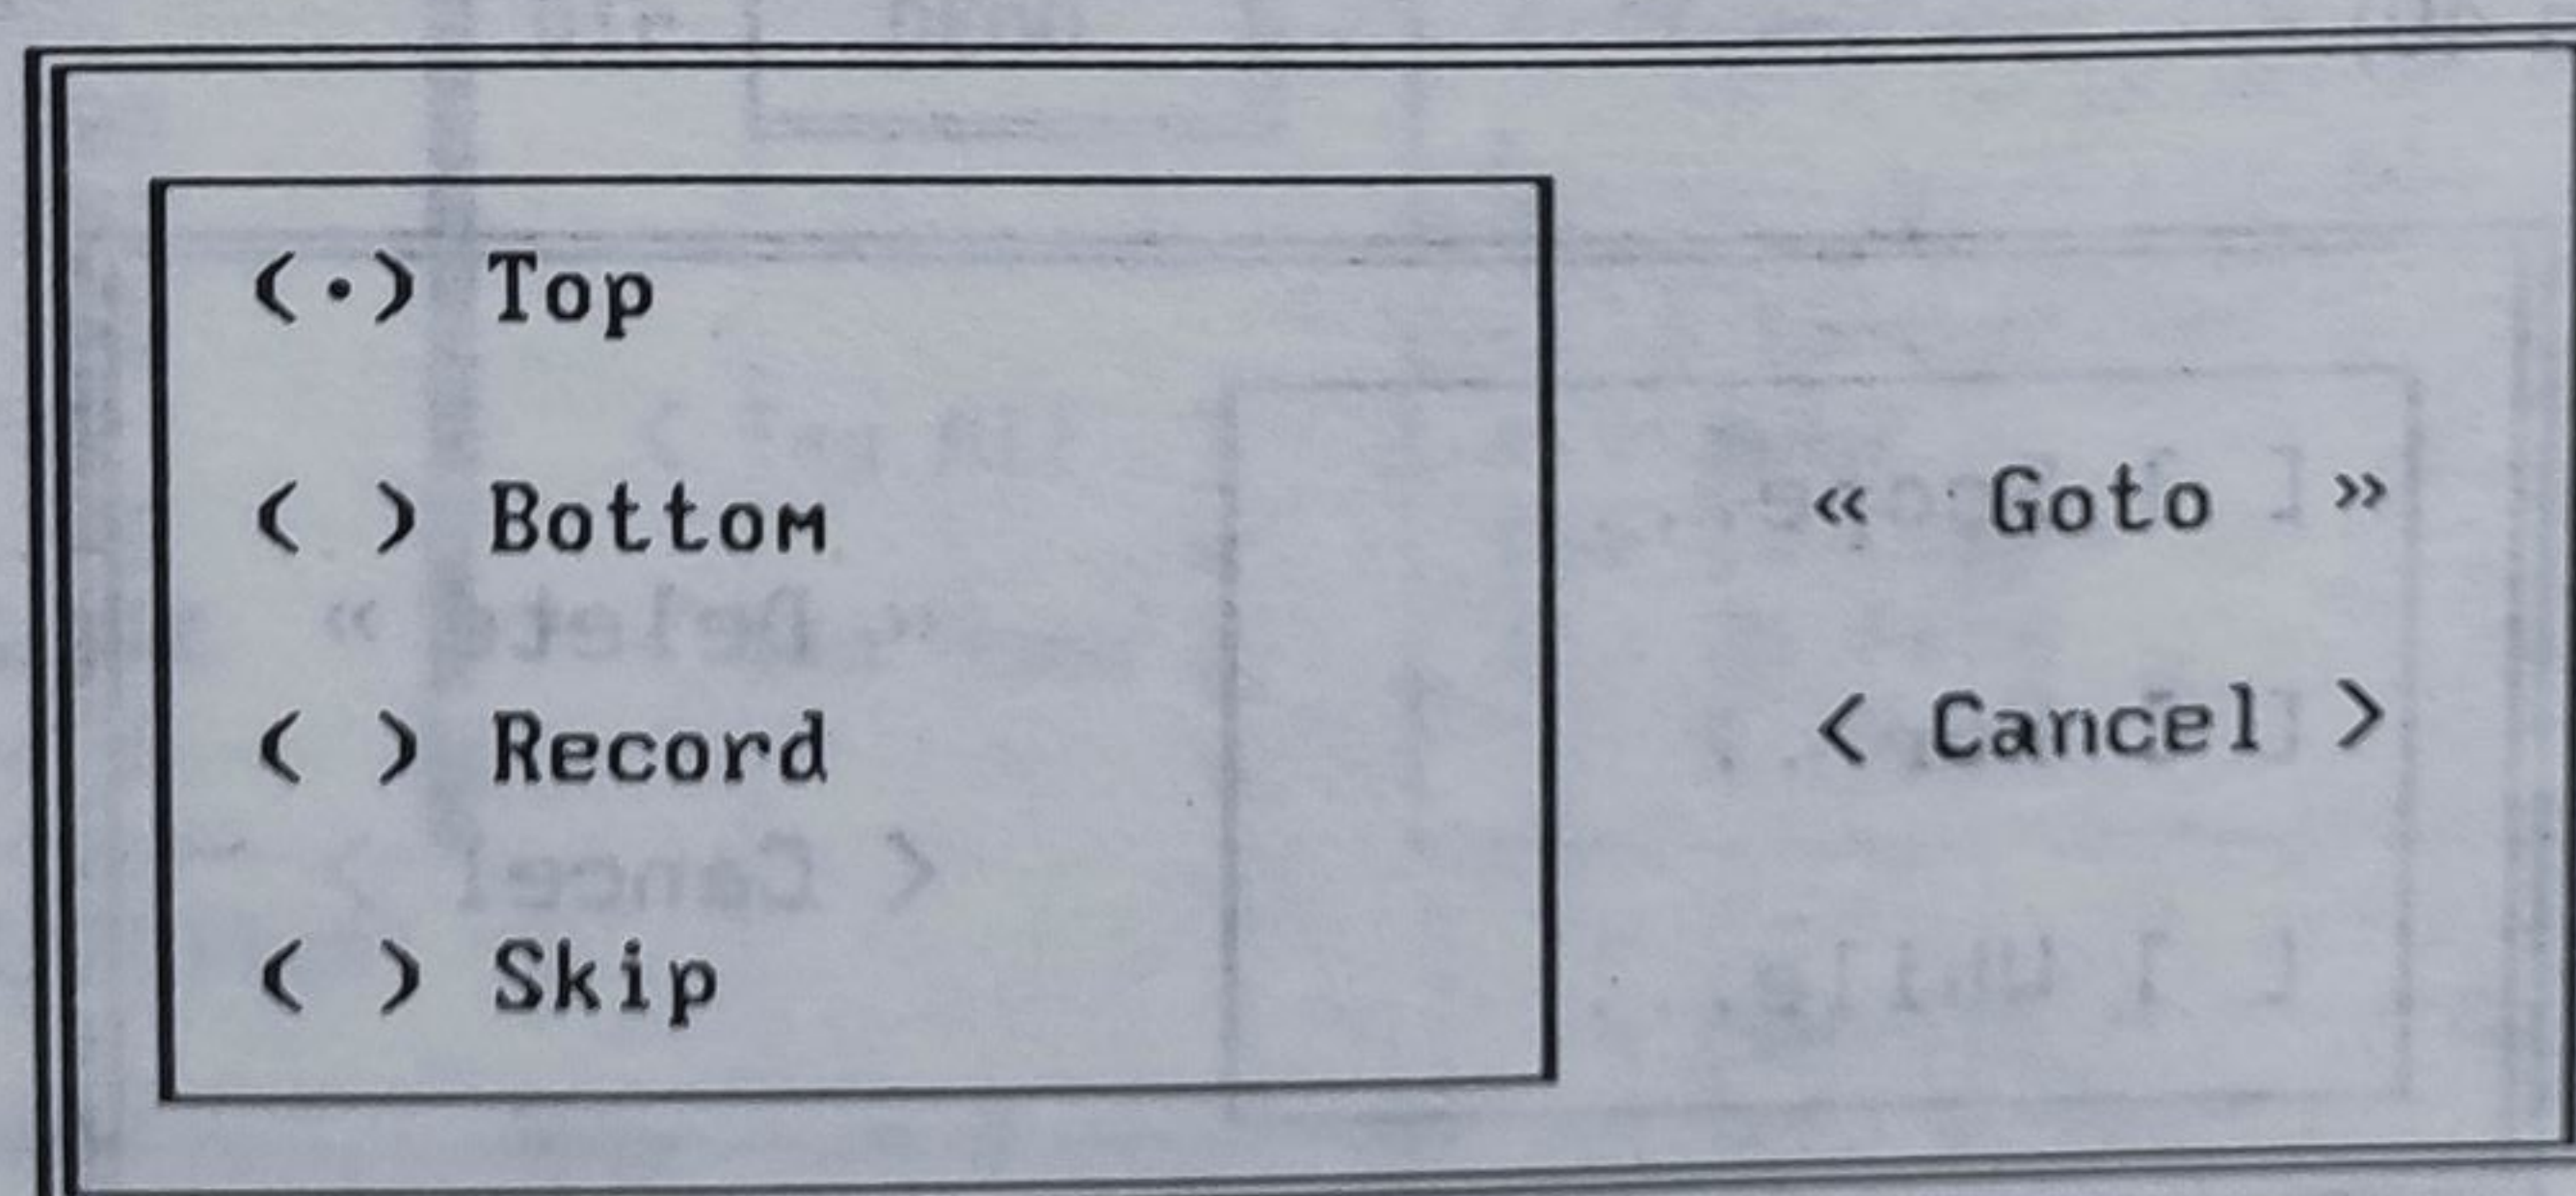 (·) Top
( ) Bottom
« Goto »
( ) Record
< Cancel >
( ) Skip